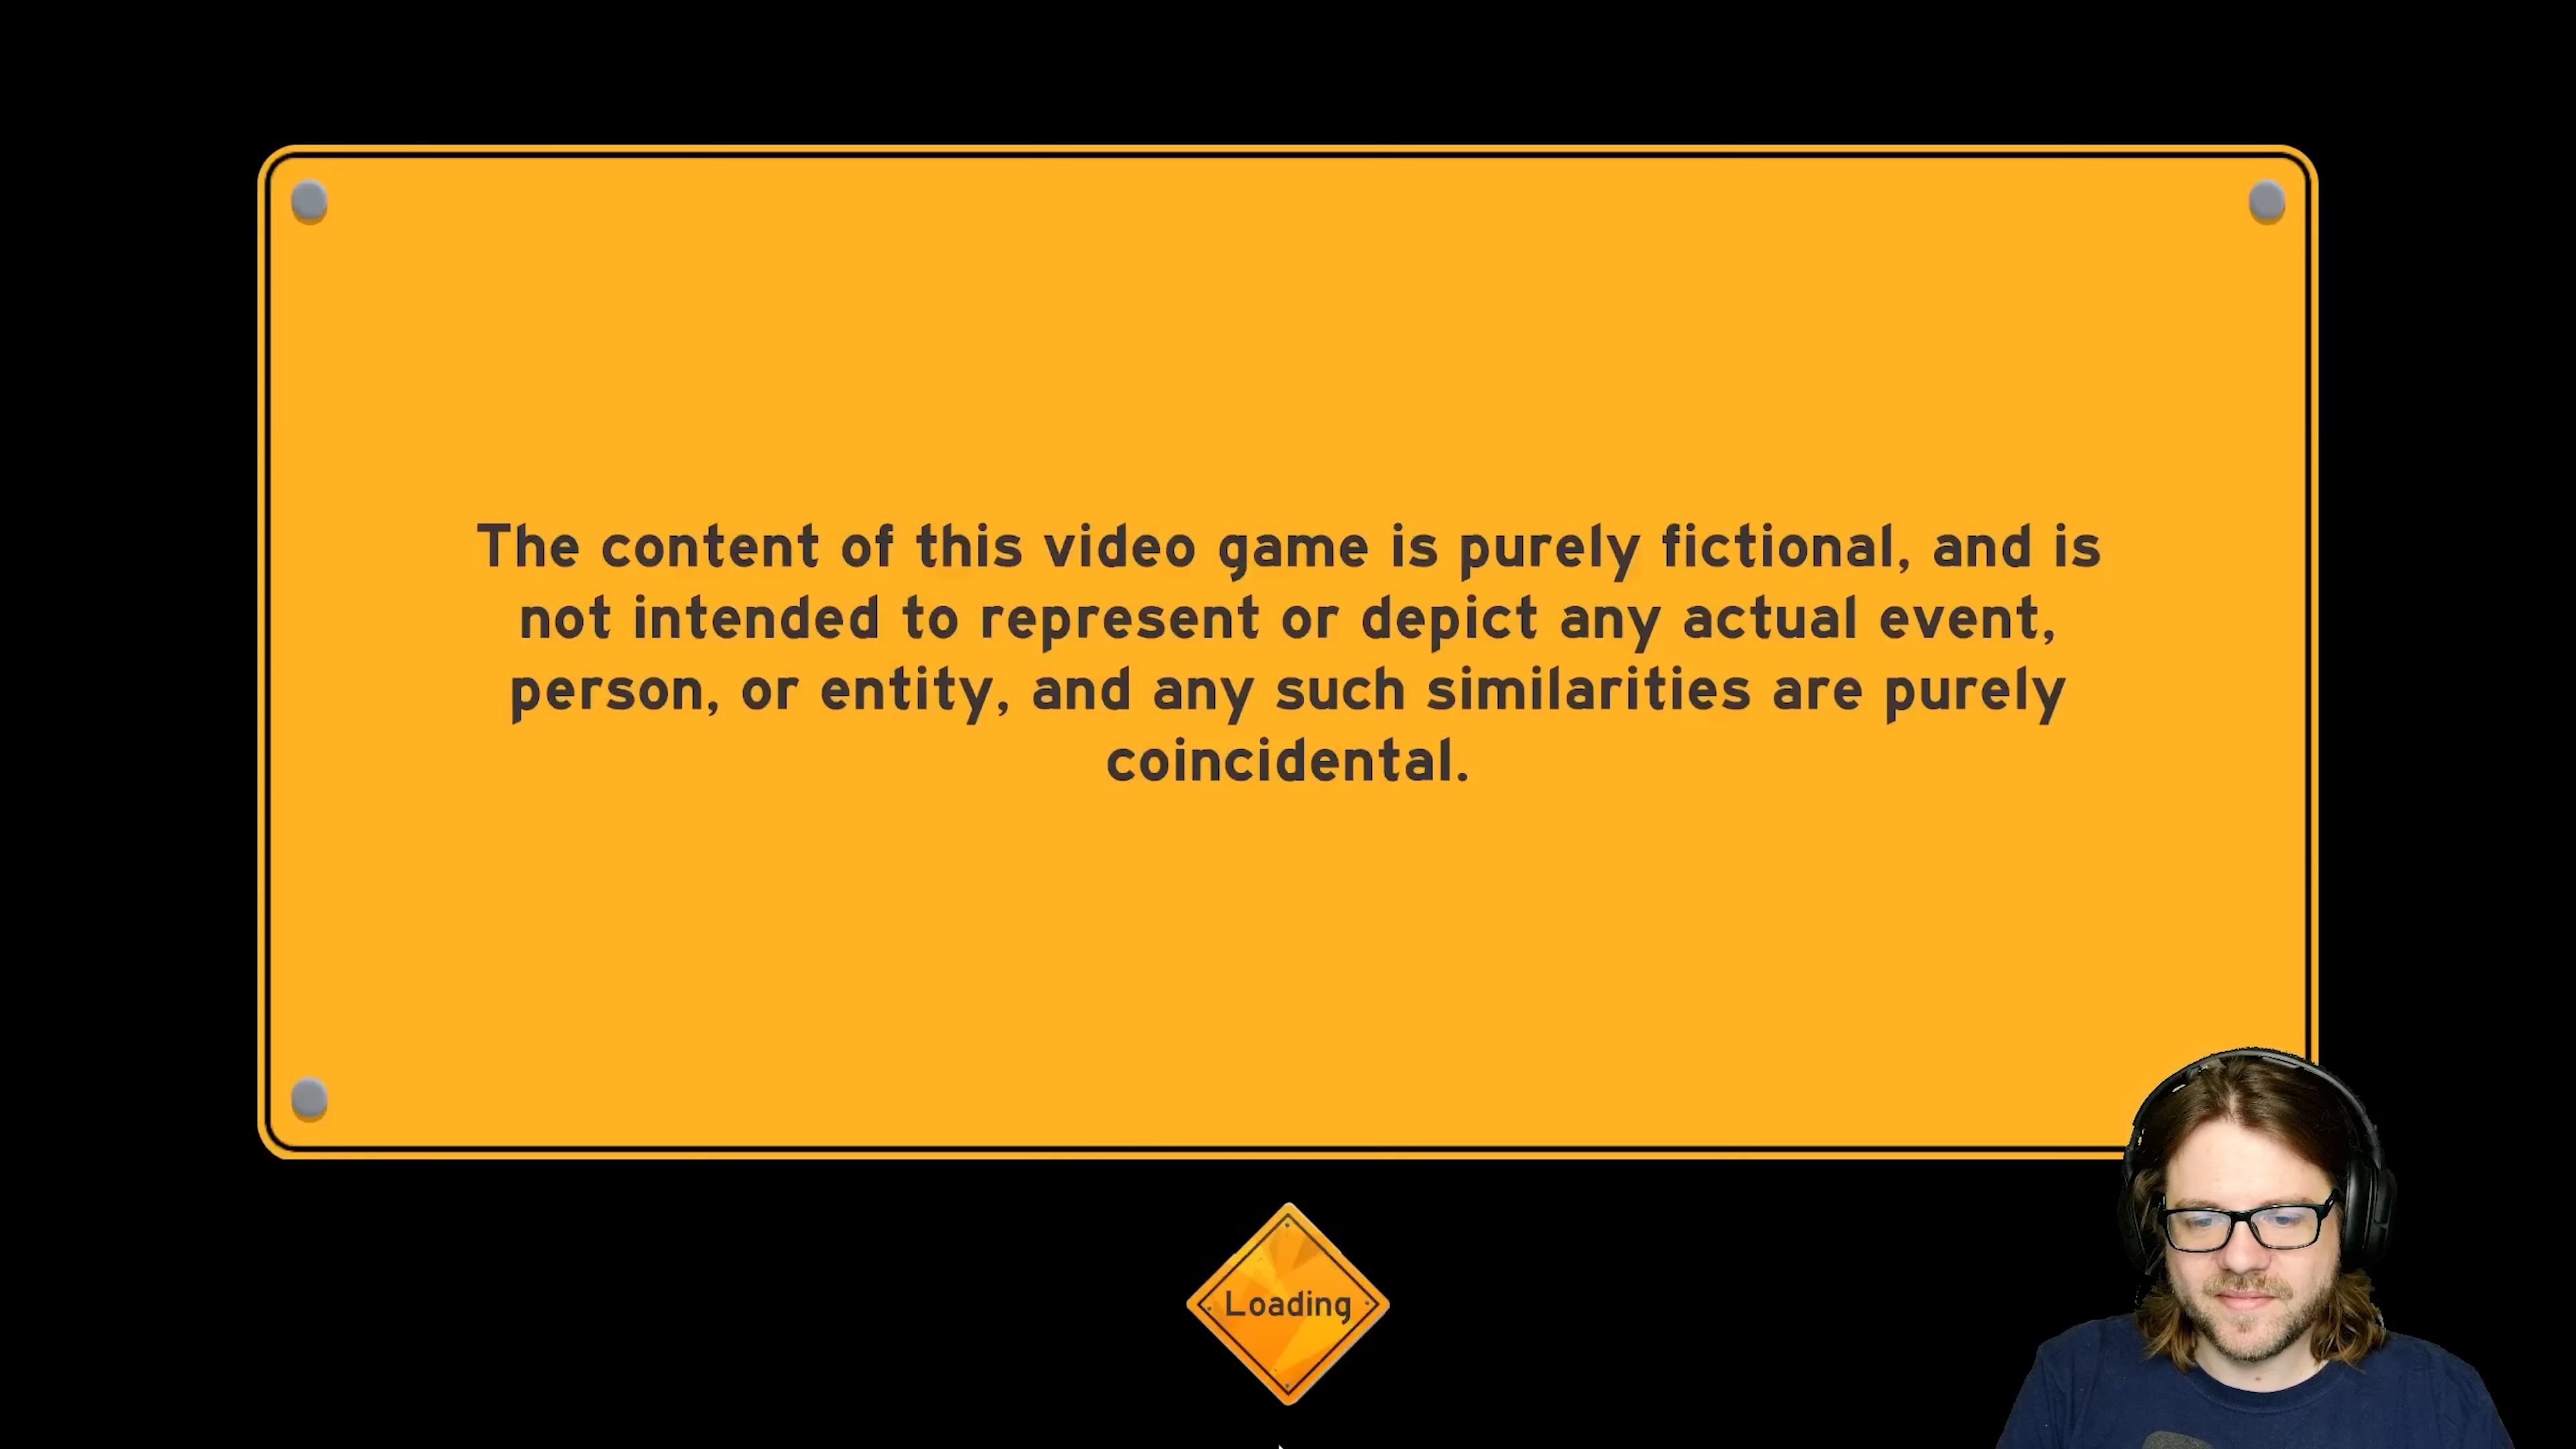 The content of this video game is purely fictional, and is
not intended to represent or depict any actual event,
person, or entity, and any such similarities are purely
coincidental.
Loading